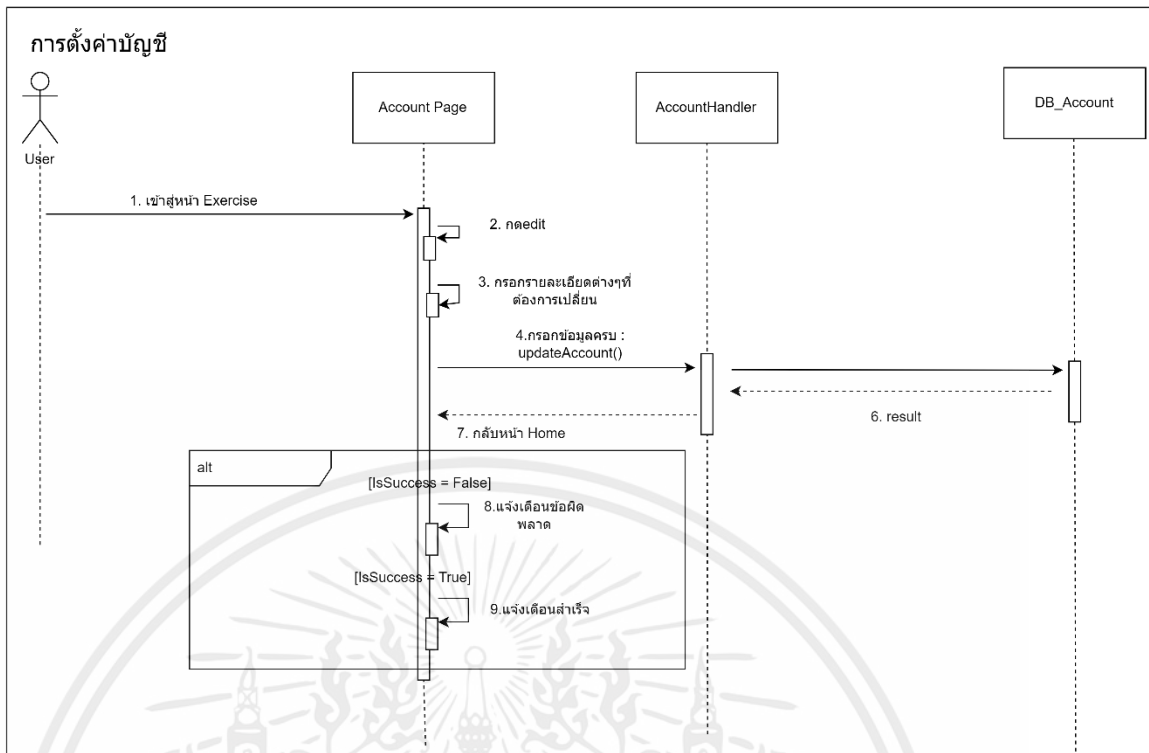 การตั้งค่าบัญชี
User
Account Page
AccountHandler
DB_Account
1. เข้าสู่หน้า Exercise
2. กดedit
3. กรอกรายละเอียดต่างๆที่
ต้องการเปลี่ยน
4.กรอกข้อมูลครบ :
updateAccount()
6. result
7. กลับหน้า Home
alt
[IsSuccess = False]
8.แจ้งเตือนข้อผิด
พลาด
[IsSuccess = True]
9.แจ้งเตือนสำเร็จ